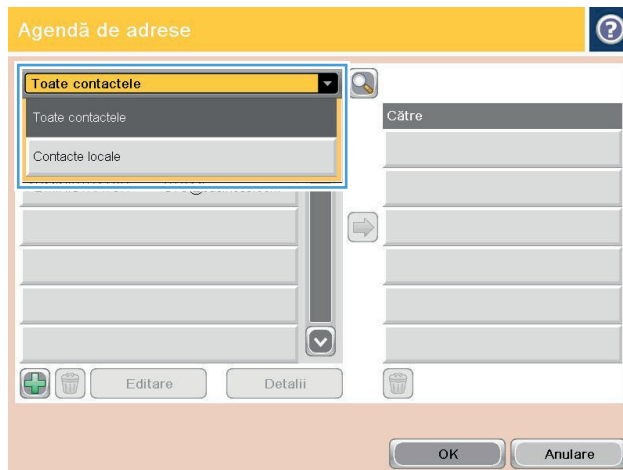 Agendă de adrese
Toate contactele
Toate contactele
Contacte locale
Către
Editare
Detalii
OK
Anulare